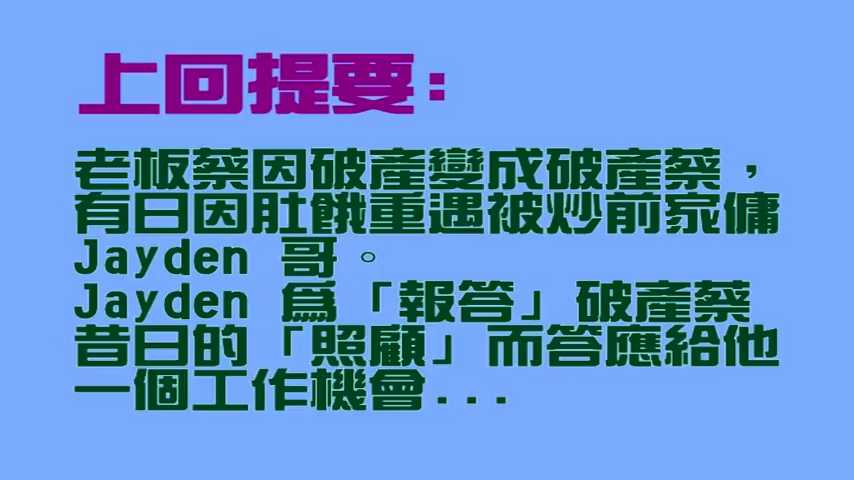 上回提要:
老板蔡因破產變成破產蔡，
有日因肚餓重遇被炒前家傭
Jayden 哥。
Jayden 為「報答」破產蔡
昔日的「照顧」而答應給他
一個工作機會...